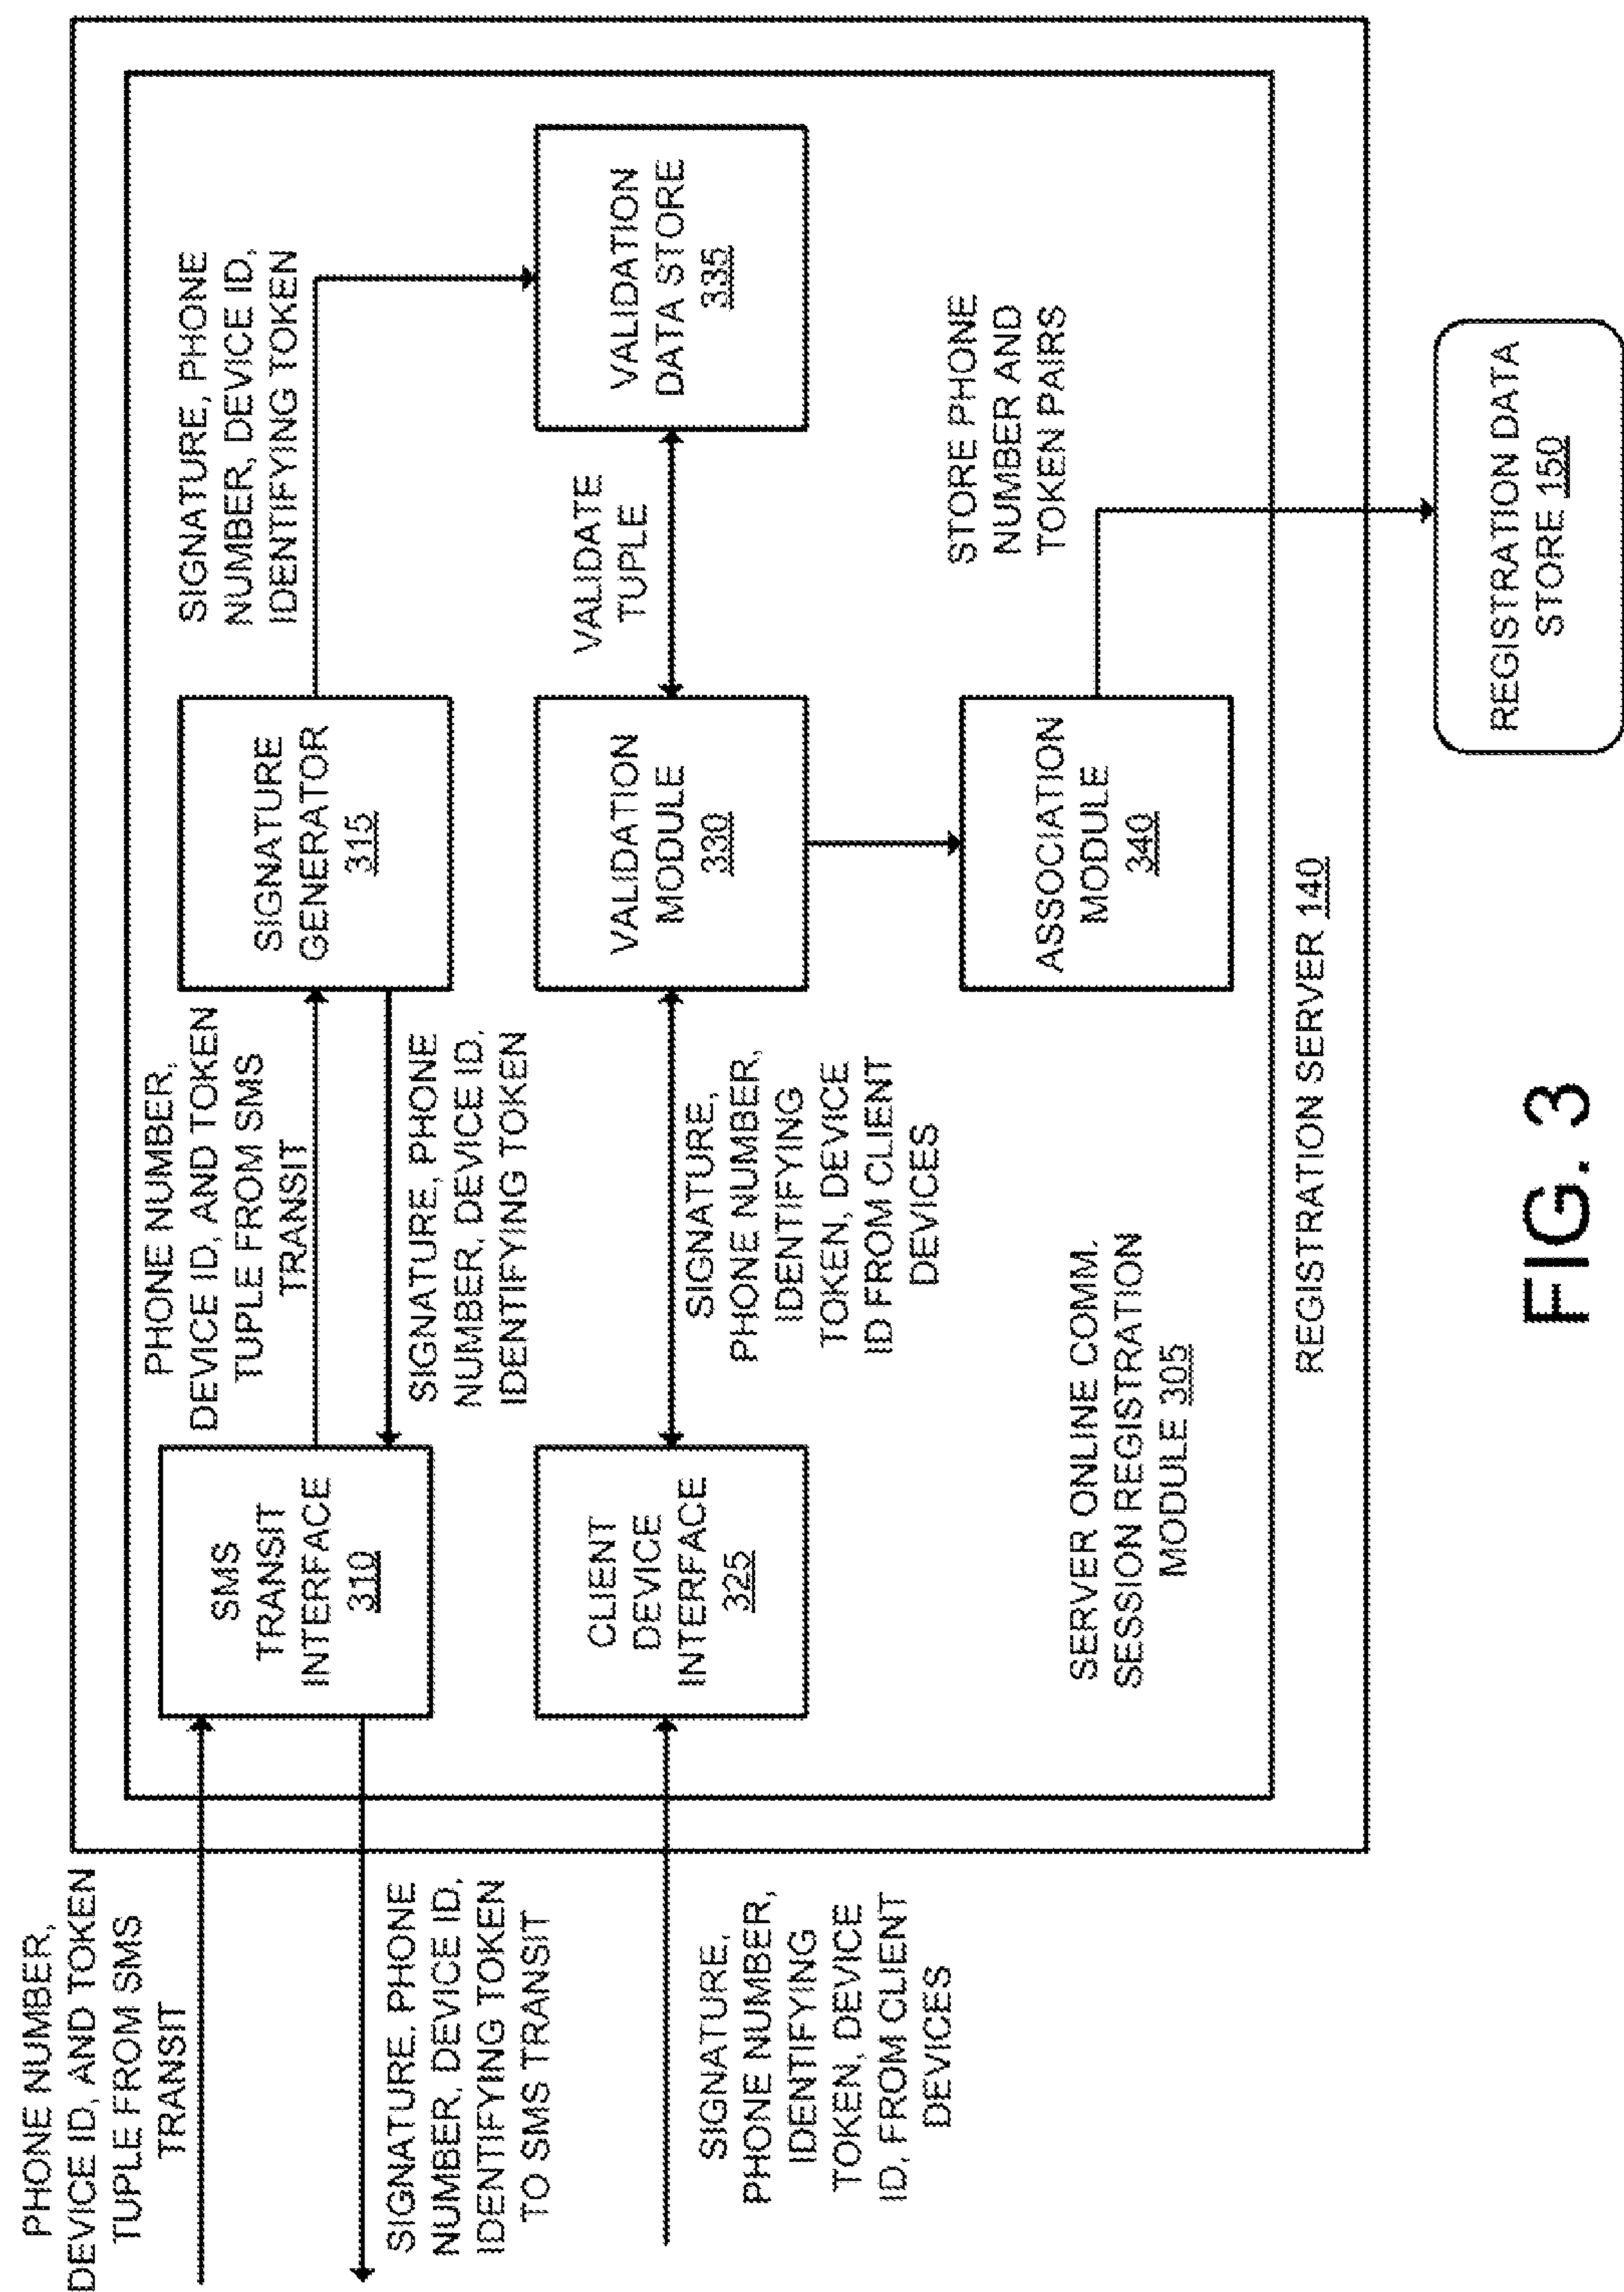 PHONE NUMBER,
DEVICE ID, AND TOKEN
TUPLE FROM SMS
TRANSIT
SIGNATURE, PHONE
NUMBER, DEVICE ID,
IDENTIFYING TOKEN
TO SMS TRANSIT
SIGNATURE,
PHONE NUMBER,
IDENTIFYING
TOKEN, DEVICE
ID, FROM CLIENT
DEVICES
SMS
TRANSIT
INTERFACE
310
PHONE NUMBER,
DEVICE ID, AND TOKEN
TUPLE FROM SMS
TRANSIT
SIGNATURE, PHONE
NUMBER, DEVICE ID,
IDENTIFYING TOKEN
SIGNATURE
GENERATOR
315
SIGNATURE, PHONE
NUMBER, DEVICE ID,
IDENTIFYING TOKEN
CLIENT
DEVICE
INTERFACE
325
SIGNATURE,
PHONE NUMBER,
IDENTIFYING
TOKEN, DEVICE
ID FROM CLIENT
DEVICES
VALIDATION
MODULE
330
VALIDATE
TUPLE
VALIDATION
DATA STORE
335
ASSOCIATION
MODULE
340
STORE PHONE
NUMBER AND
TOKEN PAIRS
SERVER ONLINE COMM.
SESSION REGISTRATION
MODULE 305
REGISTRATION SERVER 140
REGISTRATION DATA
STORE 150
FIG. 3